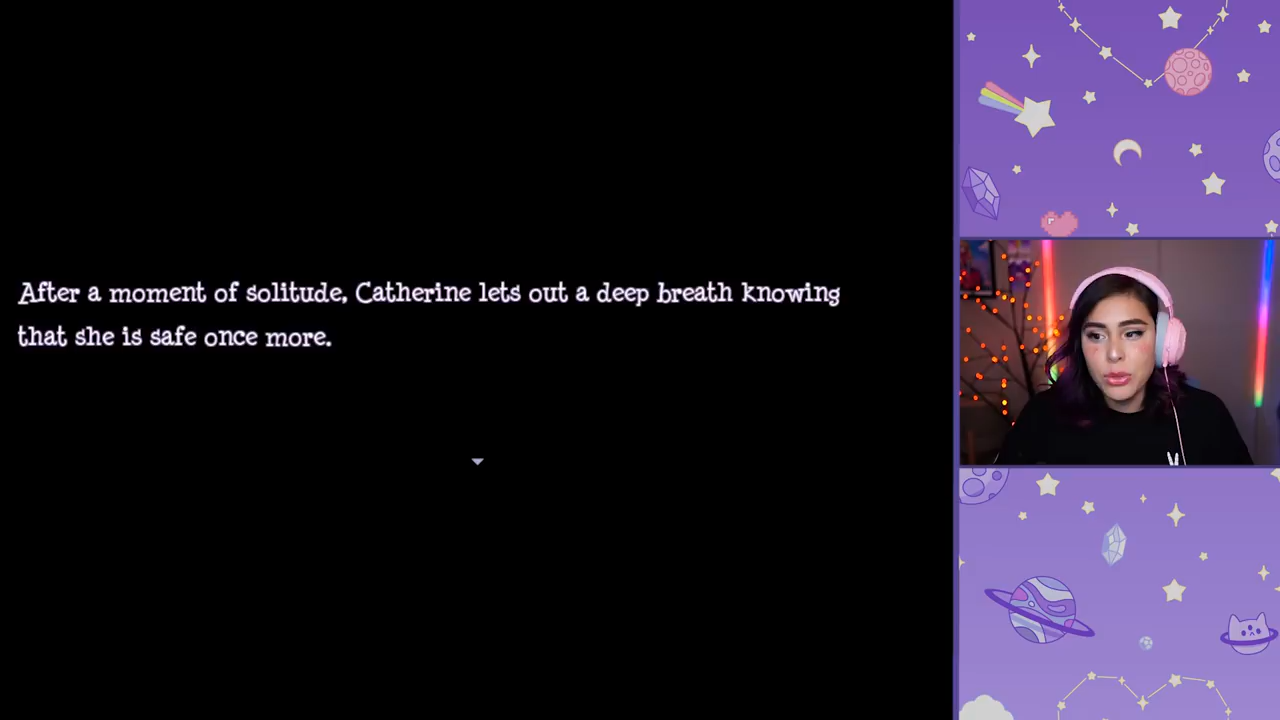 After a moment of solitude, Catherine lets out a deep breath knowing
that she is safe once more.